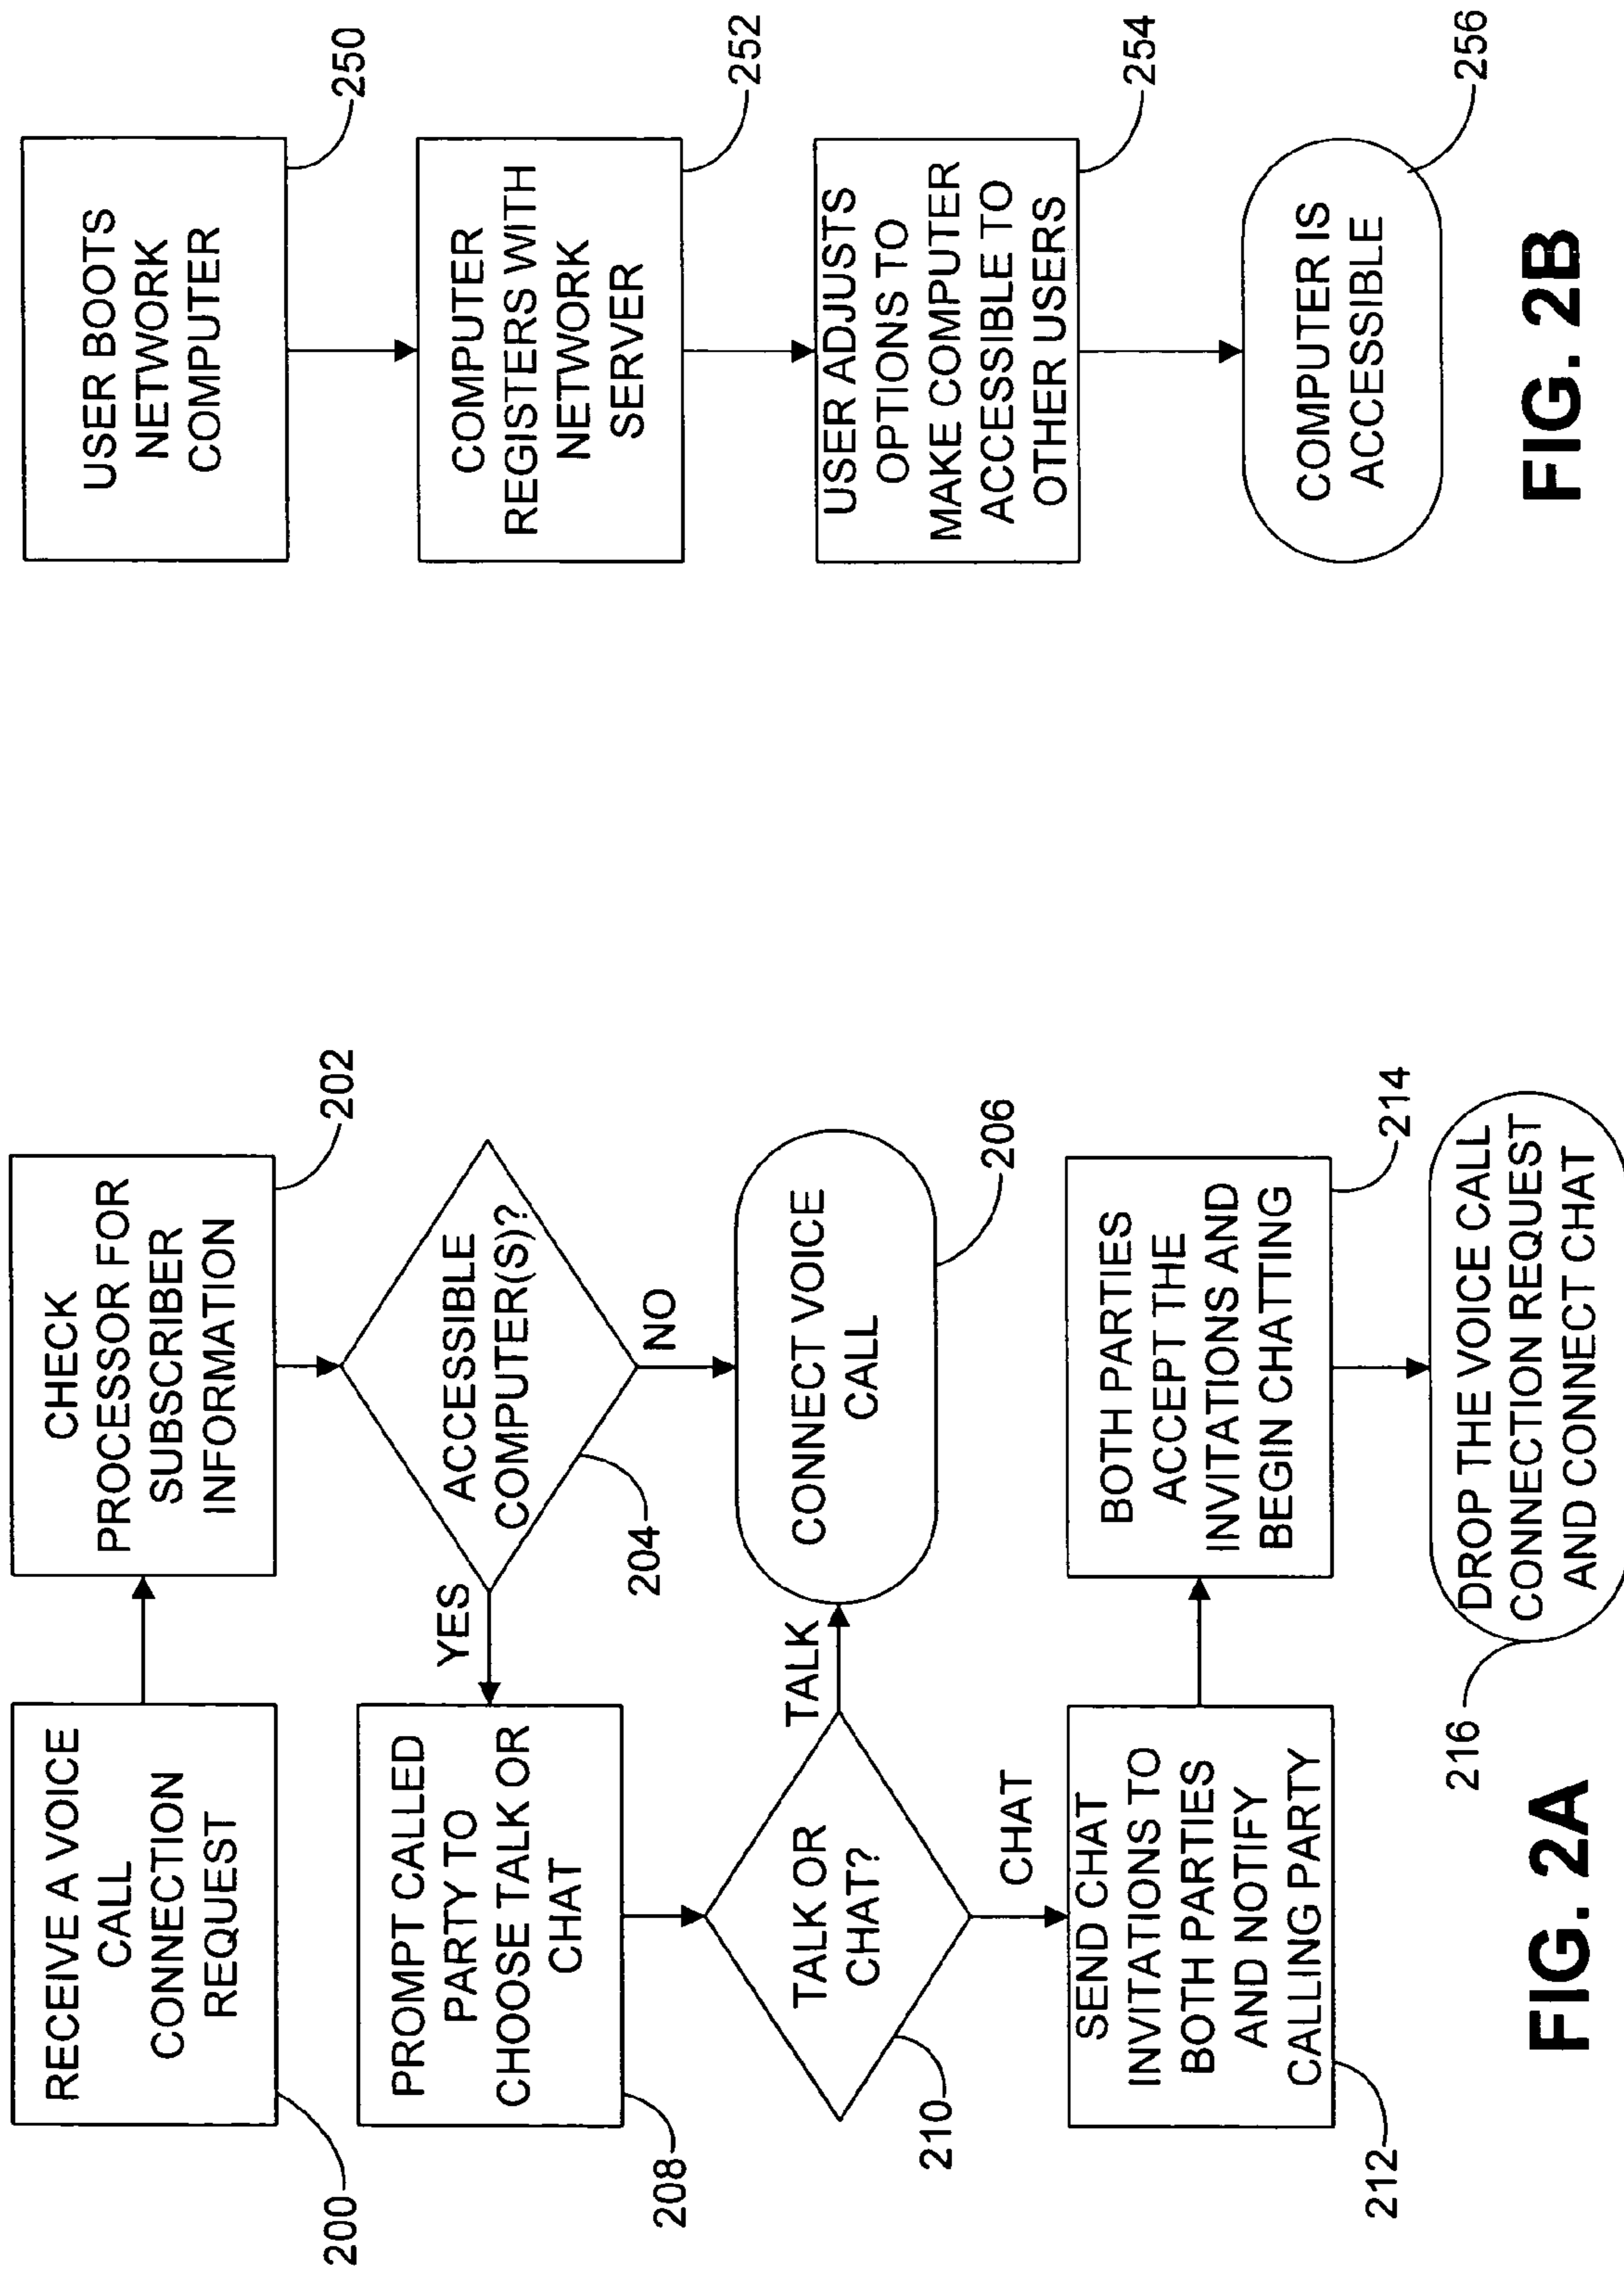 RECEIVE A VOICE
CALL
CONNECTION
REQUEST
200
CHECK
PROCESSOR FOR
SUBSCRIBER
INFORMATION
202
ACCESSIBLE
COMPUTER(S)?
204
YES
NO
PROMPT CALLED
PARTY TO
CHOOSE TALK OR
CHAT
208
CONNECT VOICE
CALL
206
TALK OR
CHAT?
210
TALK
CHAT
SEND CHAT
INVITATIONS TO
BOTH PARTIES
AND NOTIFY
CALLING PARTY
212
BOTH PARTIES
ACCEPT THE
INVITATIONS AND
BEGIN CHATTING
214
DROP THE VOICE CALL
CONNECTION REQUEST
AND CONNECT CHAT
216
FIG. 2A
USER BOOTS
NETWORK
COMPUTER
250
COMPUTER
REGISTERS WITH
NETWORK
SERVER
252
USER ADJUSTS
OPTIONS TO
MAKE COMPUTER
ACCESSIBLE TO
OTHER USERS
254
COMPUTER IS
ACCESSIBLE
256
FIG. 2B